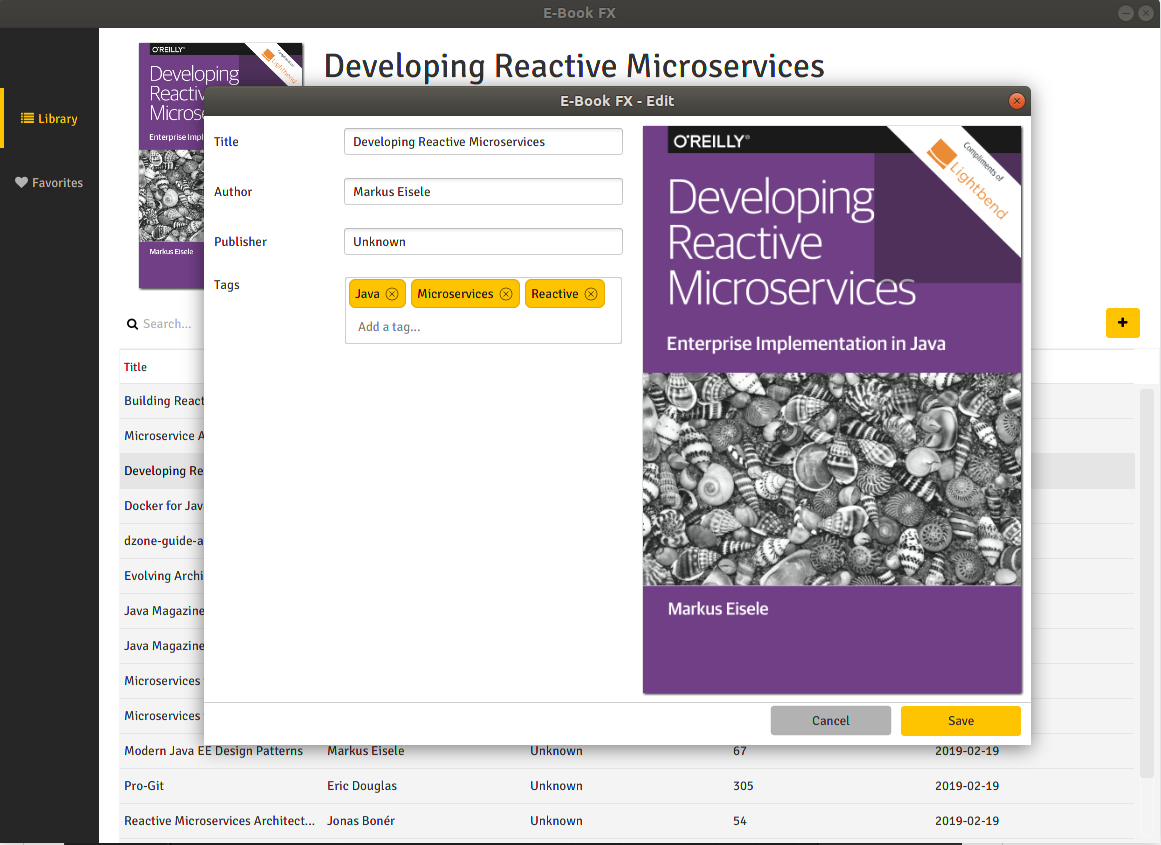 E-Book FX
Library
Favorites
O'REILLY®
Developing
Reactiv
Microse
Enterprise Impl
Markus Eisele
Lightbend
Developing Reactive Microservices
E-Book FX - Edit
Title
Developing Reactive Microservices
Author
Markus Eisele
Publisher
Unknown
Tags
Java
Microservices
Reactive
Add a tag...
O'REILLY®
Compliments of
Lightbend
Developing
Reactive
Microservices
Enterprise Implementation in Java
Markus Eisele
Cancel
Save
Search...
+
Title
Building React
Microservice A
Developing Re
Docker for Jav
dzone-guide-a
Evolving Archi
Java Magazine
Java Magazine
Microservices
Microservices
Modern Java EE Design Patterns Markus Eisele Unknown 67 2019-02-19
Pro-Git Eric Douglas Unknown 305 2019-02-19
Reactive Microservices Architect... Jonas Bonér Unknown 54 2019-02-19